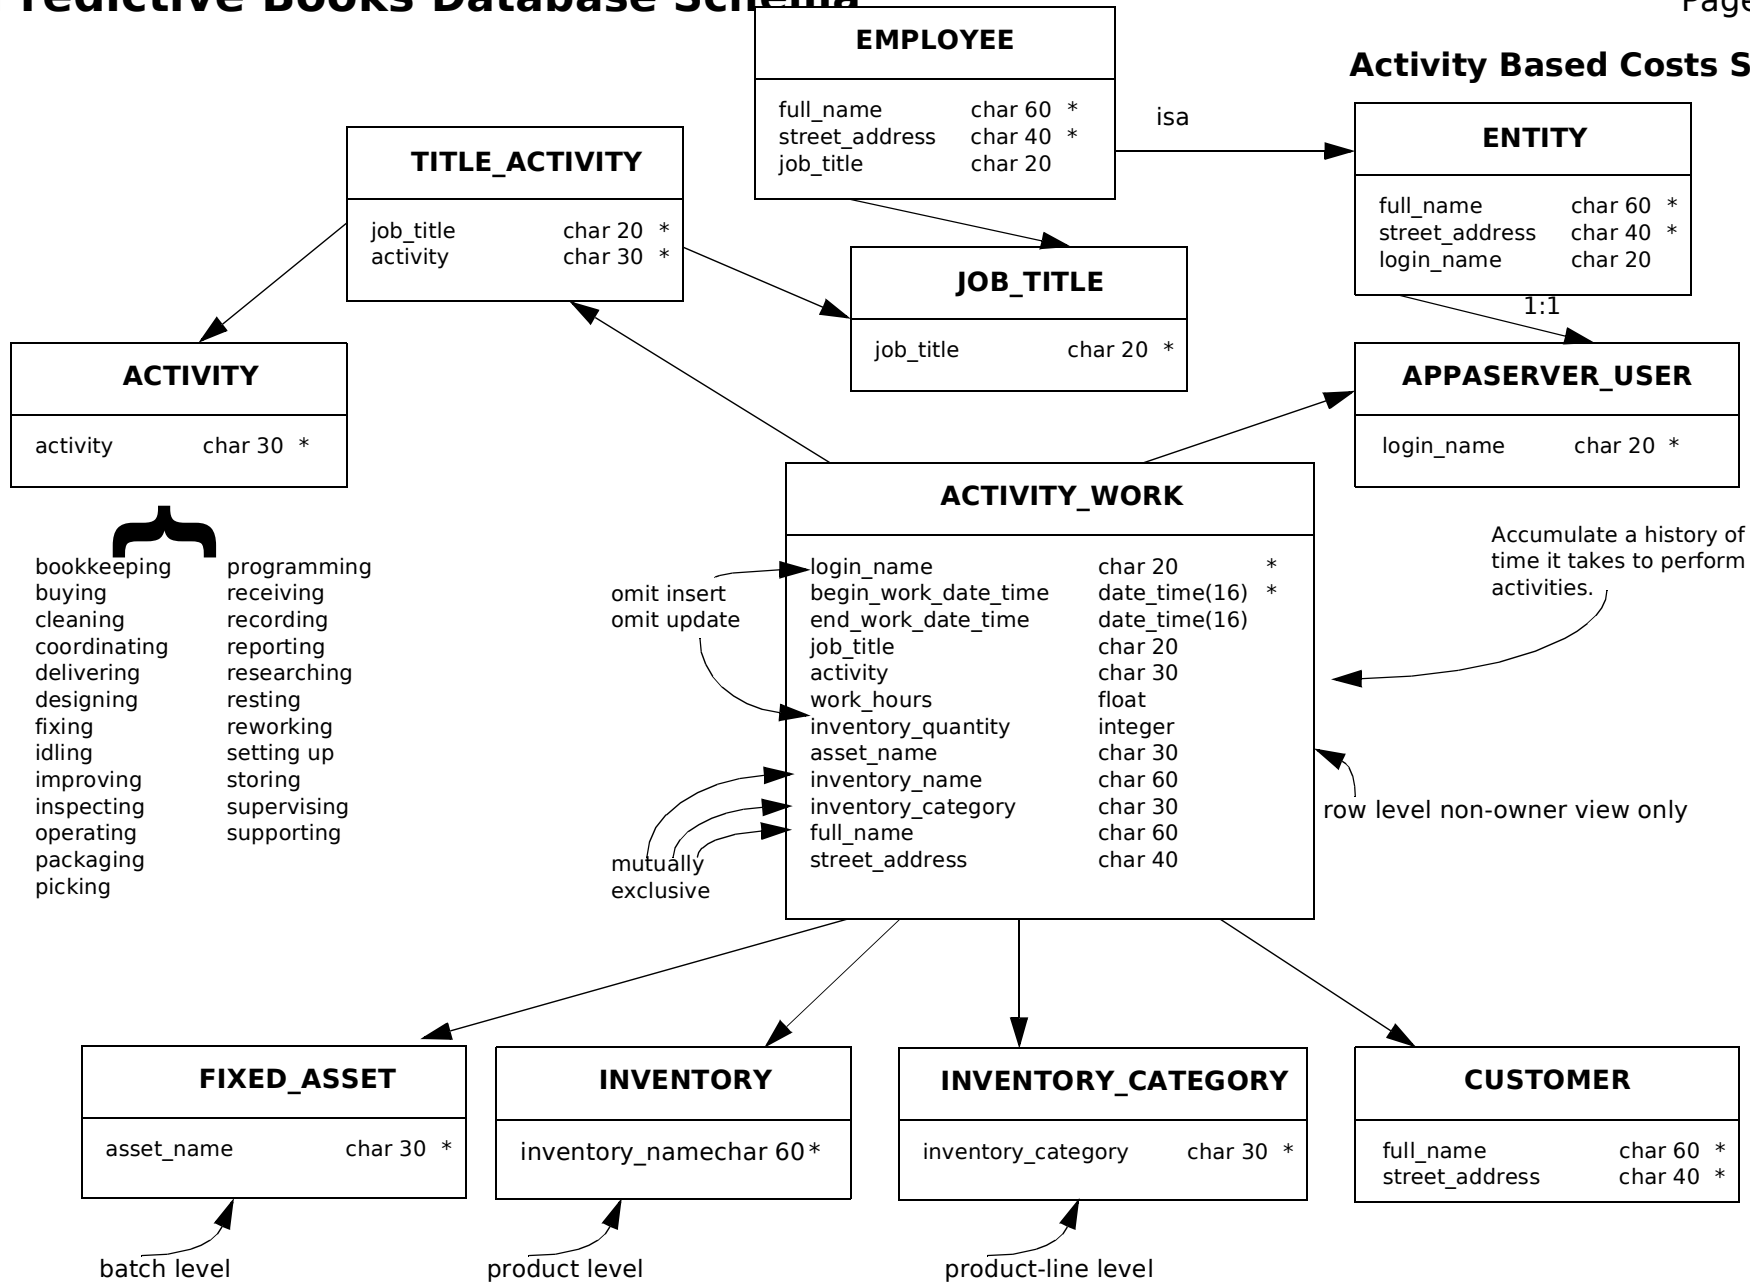 Books Database Schema
Page
Activity Based Costs S
EMPLOYEE
full_name char 60 *
street_address char 40 *
job_title char 20
isa
ENTITY
full_name char 60 *
street_address char 40 *
login_name char 20
1:1
TITLE_ACTIVITY
job_title char 20 *
activity char 30 *
JOB_TITLE
job_title char 20 *
ACTIVITY
activity char 30 *
APPASERVER_USER
login_name char 20 *
}
bookkeeping programming
buying receiving
cleaning recording
coordinating reporting
delivering researching
designing resting
fixing reworking
idling setting up
improving storing
inspecting supervising
operating supporting
packaging
picking
omit insert
omit update
mutually
exclusive
ACTIVITY_WORK
login_name char 20 *
begin_work_date_time date_time(16) *
end_work_date_time date_time(16)
job_title char 20
activity char 30
work_hours float
inventory_quantity integer
asset_name char 30
inventory_name char 60
inventory_category char 30
full_name char 60
street_address char 40
Accumulate a history of
time it takes to perform
activities.
row level non-owner view only
FIXED_ASSET
asset_name char 30 *
batch level
INVENTORY
inventory_namechar 60*
product level
INVENTORY_CATEGORY
inventory_category char 30 *
product-line level
CUSTOMER
full_name char 60 *
street_address char 40 *